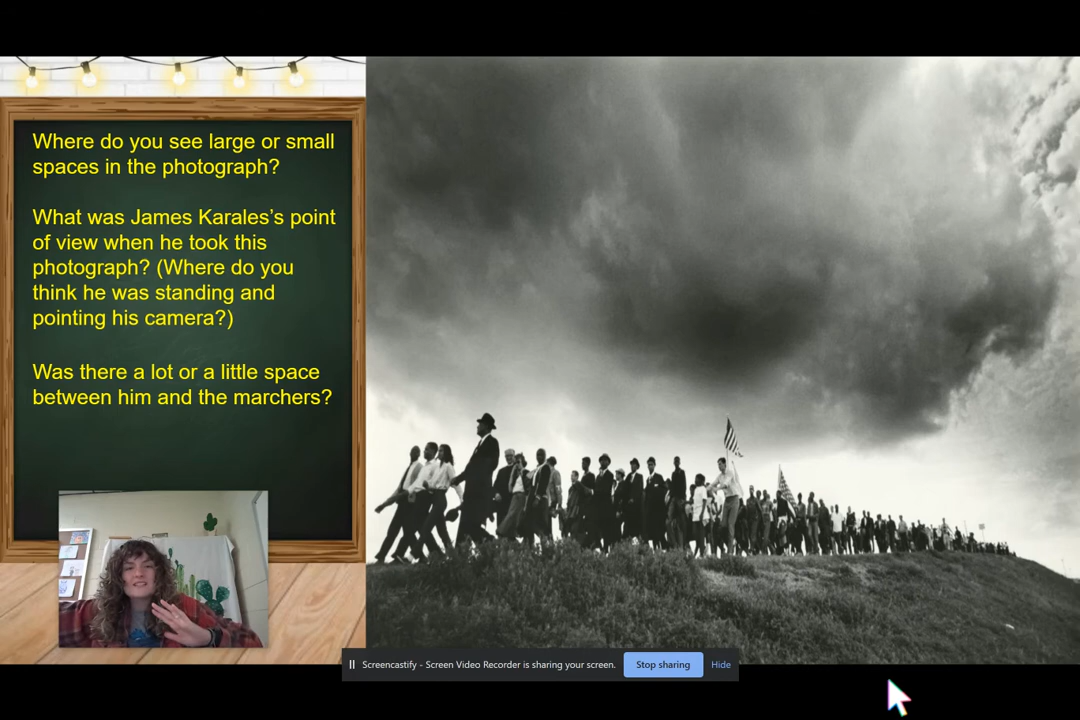 Where do you see large or small
spaces in the photograph?
What was James Karales’s point
of view when he took this
photograph? (Where do you
think he was standing and
pointing his camera?)
Was there a lot or a little space
between him and the marchers?
Screencastify - Screen Video Recorder is sharing your screen.
Stop sharing
Hide